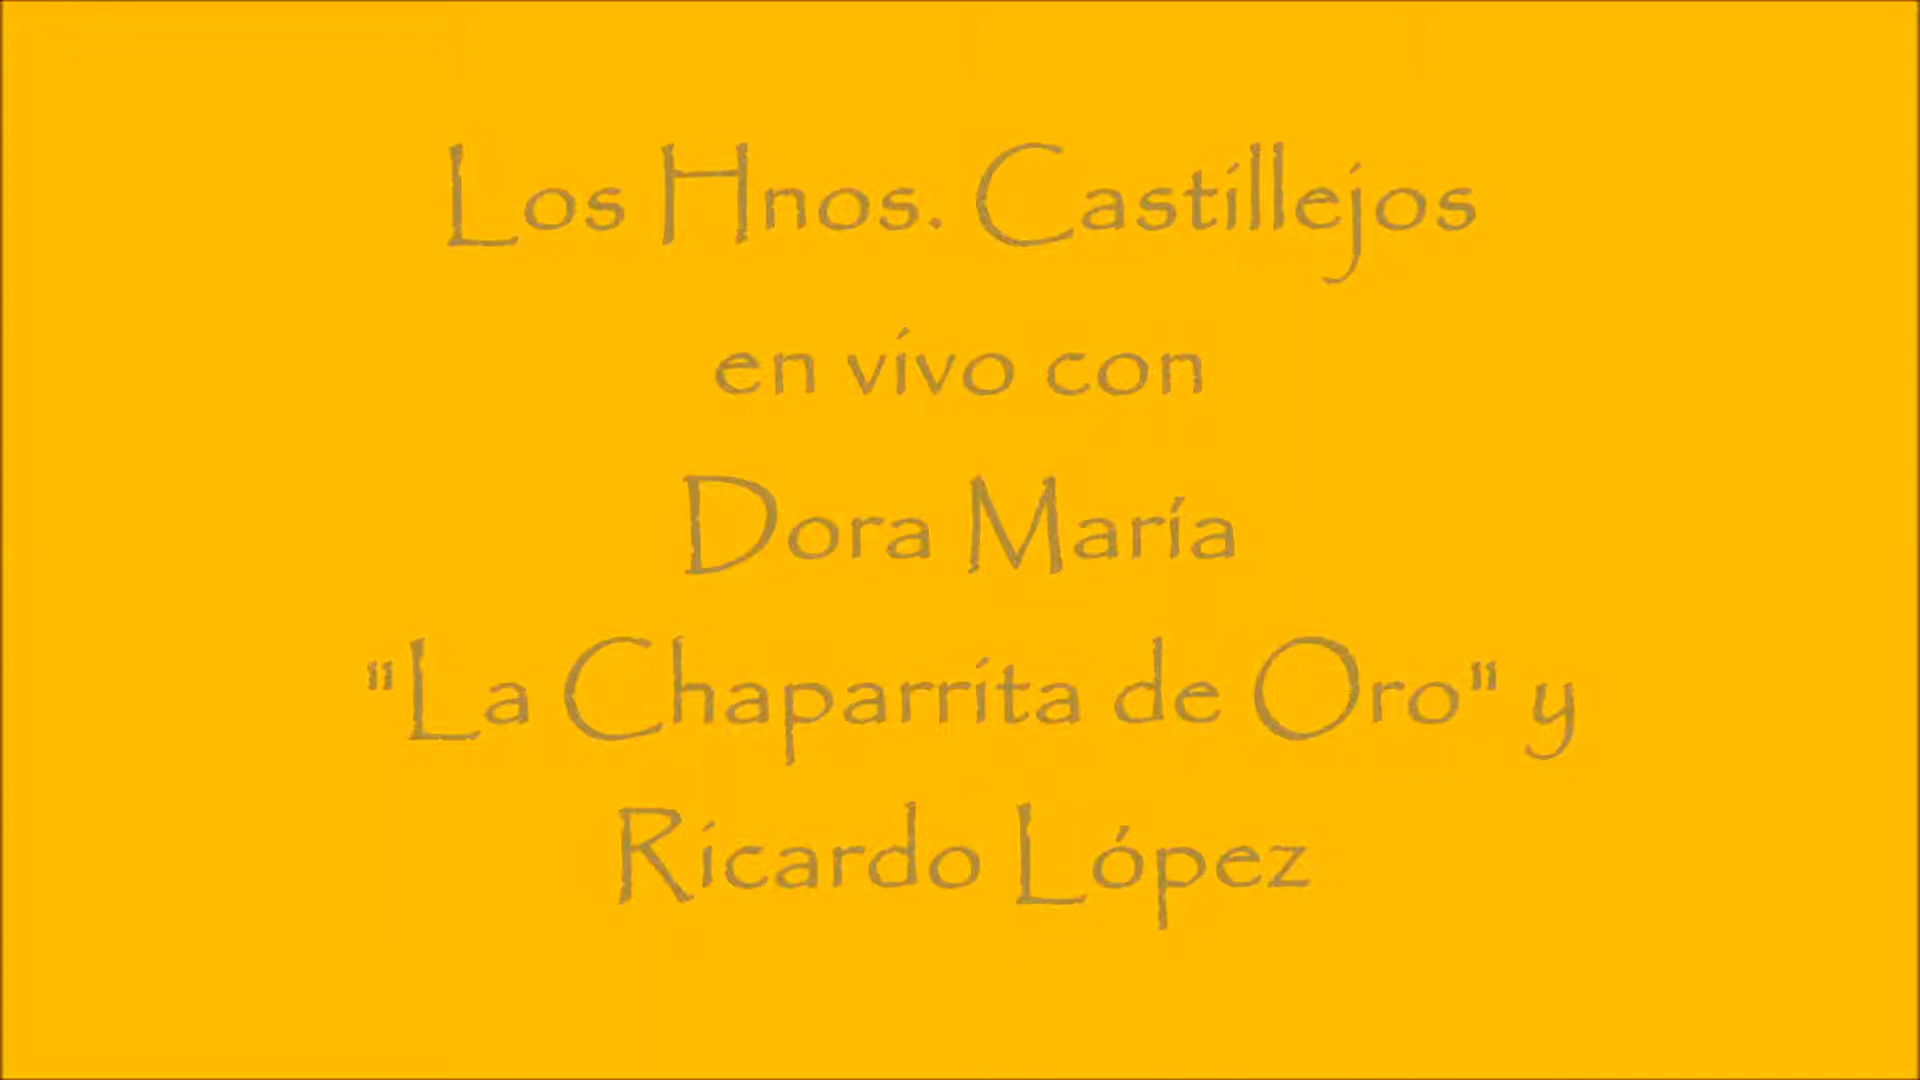 Los Hnos. Castillejos
en vivo con
Dora María
"La Chaparrita de Oro" y
Ricardo López